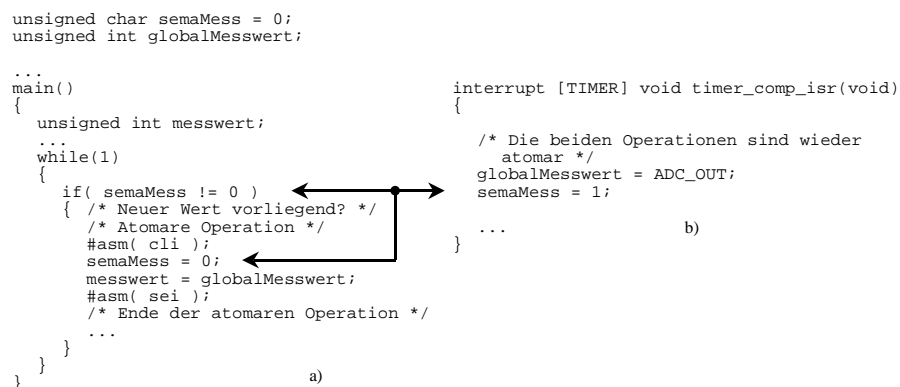 unsigned char semaMess = 0;
unsigned int globalMesswert;
...
main()
{
unsigned int messwert;
...
while(1)
{
if( semaMess != 0 )
{ /* Neuer Wert vorliegend? */
/* Atomare Operation */
#asm( cli );
semaMess = 0;
messwert = globalMesswert;
#asm( sei );
/* Ende der atomaren Operation */
...
}
}
}
a)
interrupt [TIMER] void timer_comp_isr(void)
{
/* Die beiden Operationen sind wieder
atomar */
globalMesswert = ADC_OUT;
semaMess = 1;
...
}
b)